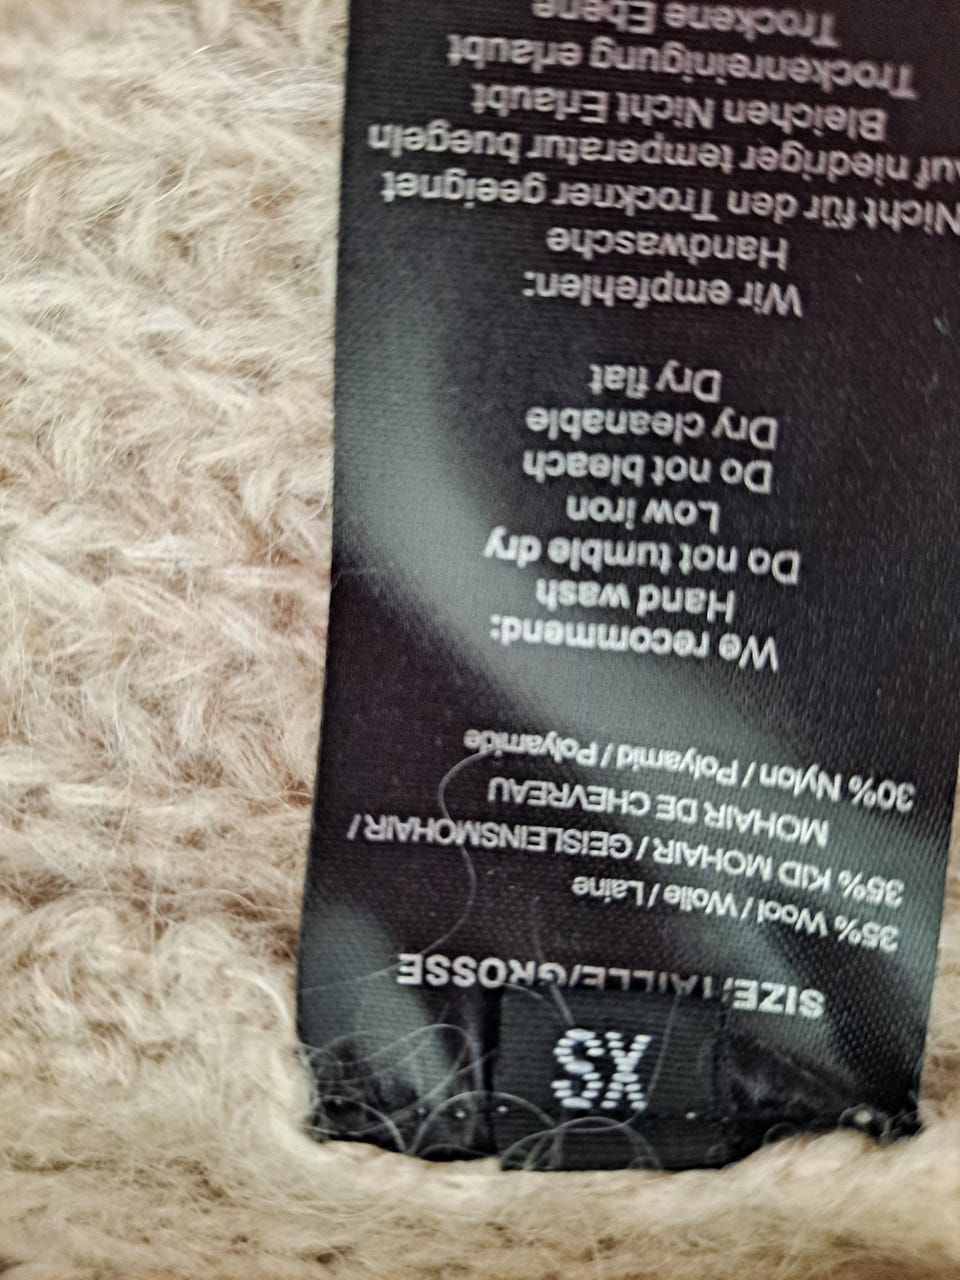 XS
SIZE/TAILLE/GROSSE
35% Wool / Wolle / Laine
35% KID MOHAIR / GEISLEINSMOHAIR /
MOHAIR DE CHEVREAU
30% Nylon / Polyamid / Polyamide
We recommend:
Hand wash
Do not tumble dry
Low iron
Do not bleach
Dry cleanable
Dry flat
Wir empfehlen:
Handwasche
Nicht für den Trockner geeignet
Auf niedriger temperatur buegeln
Bleichen Nicht Erlaubt
Trockenreinigung erlaubt
Trockene Ebene